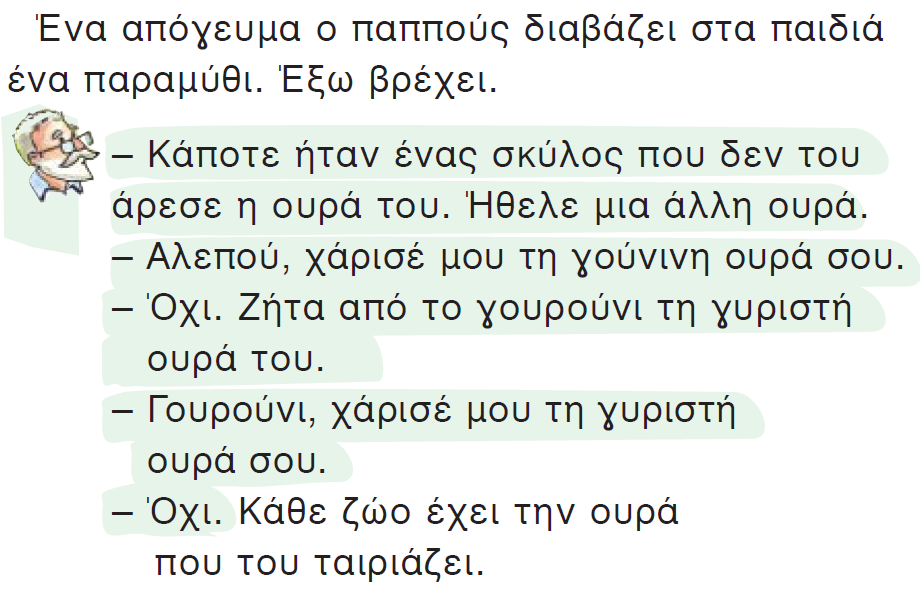 Ένα απόγευμα ο παππούς διαβάζει στα παιδιά
ένα παραμύθι. Έξω βρέχει.
– Κάποτε ήταν ένας σκύλος που δεν του
άρεσε η ουρά του. Ήθελε μια άλλη ουρά.
– Αλεπού, χάρισέ μου τη γούνινη ουρά σου.
– Όχι. Ζήτα από το γουρούνι τη γυριστή
ουρά του.
– Γουρούνι, χάρισέ μου τη γυριστή
ουρά σου.
– Όχι. Κάθε ζώο έχει την ουρά
που του ταιριάζει.